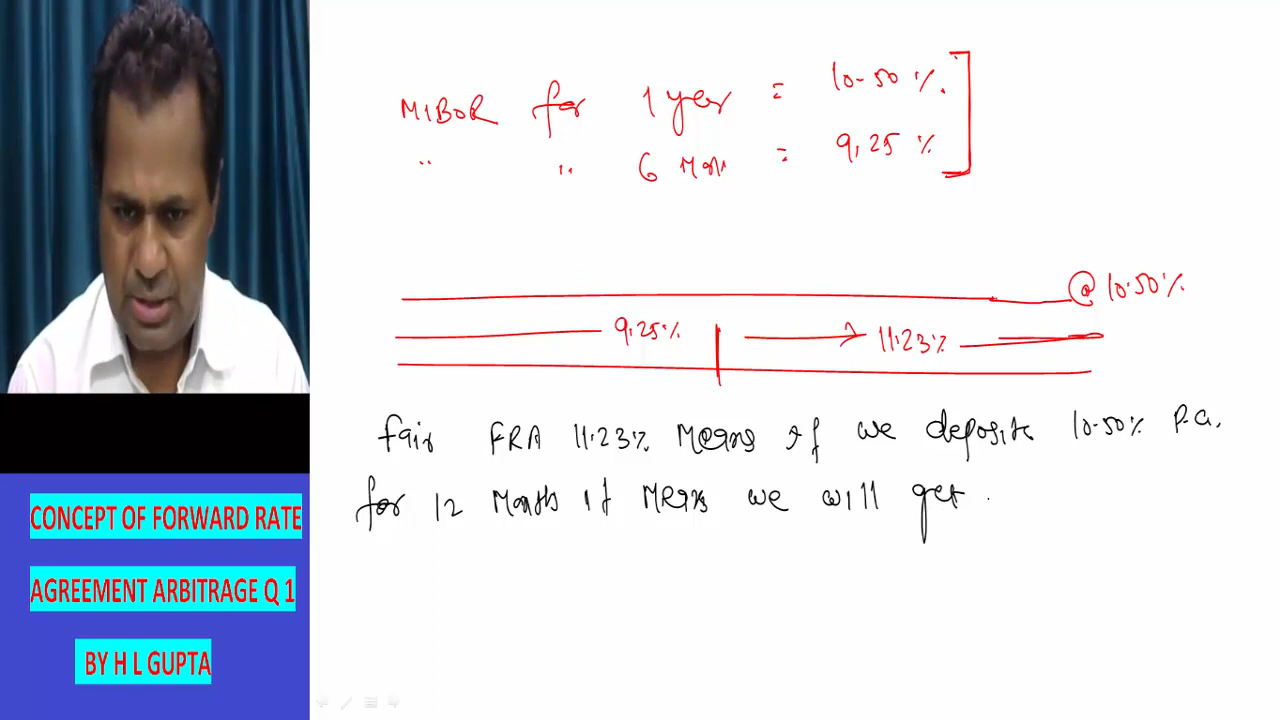 MIBOR for 1 year = 10.50 %.
" " 6 Mon = 9.25 %
@ 10.50%
9.25% 11.23%
fair FRA 11.23% Means if we deposite 10.50% P.a.
for 12 Month it Means we will get .
CONCEPT OF FORWARD RATE
AGREEMENT ARBITRAGE Q 1
BY H L GUPTA